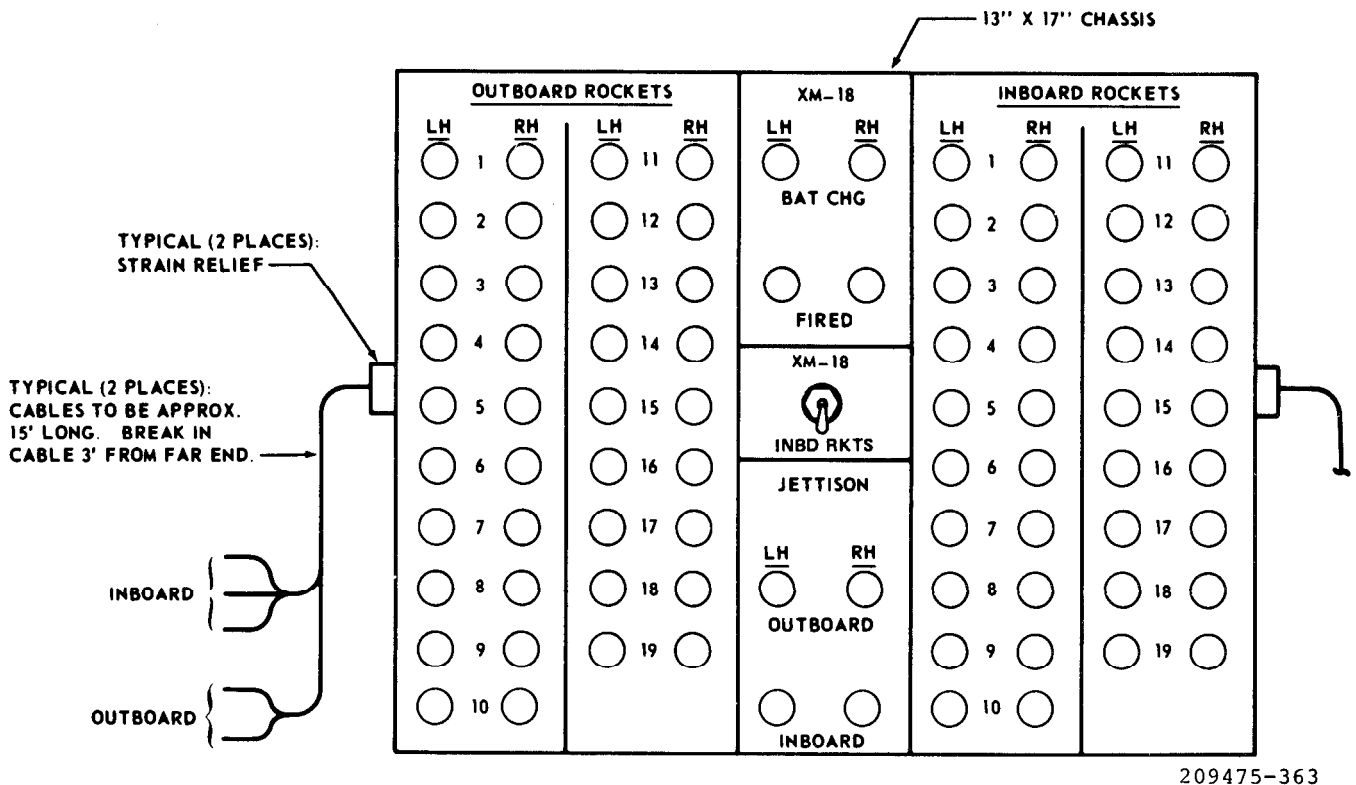 13" X 17" CHASSIS
OUTBOARD ROCKETS
LH RH LH RH
1 11
2 12
3 13
4 14
5 15
6 16
7 17
8 18
9 19
10
XM-18
LH RH
BAT CHG
FIRED
XM-18
INBD RKTS
JETTISON
LH RH
OUTBOARD
INBOARD
INBOARD ROCKETS
LH RH LH RH
1 11
2 12
3 13
4 14
5 15
6 16
7 17
8 18
9 19
10
TYPICAL (2 PLACES):
STRAIN RELIEF
TYPICAL (2 PLACES):
CABLES TO BE APPROX.
15' LONG. BREAK IN
CABLE 3' FROM FAR END.
INBOARD
OUTBOARD
209475-363